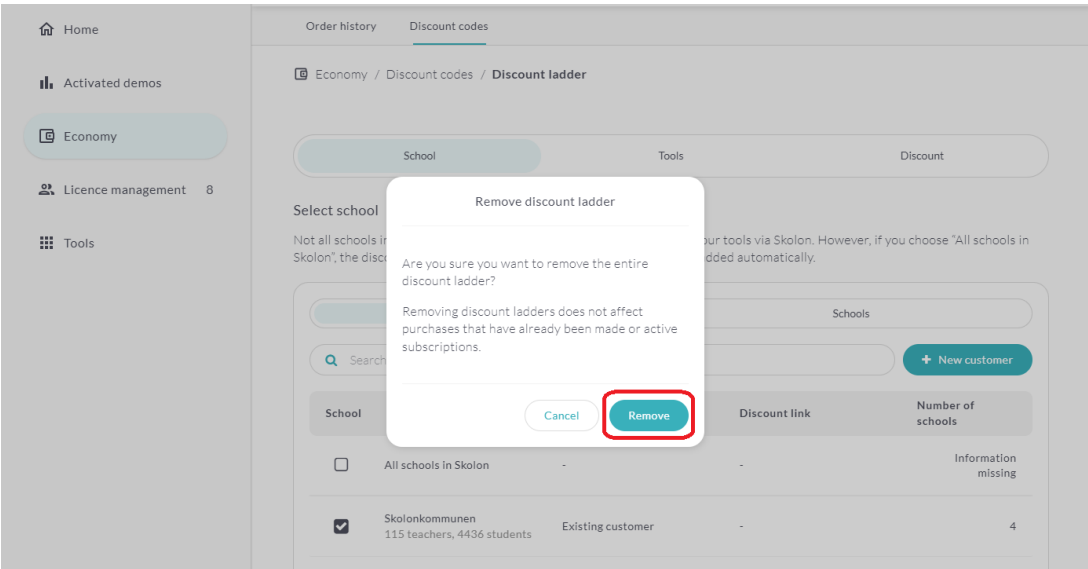 Home
Activated demos
Economy
Licence management 8
Tools
Order history Discount codes
Economy / Discount codes / Discount ladder
School Tools Discount
Select school
Not all schools in
our tools via Skolon. However, if you choose "All schools in
Skolon", the
added automatically.
Remove discount ladder
Are you sure you want to remove the entire
discount ladder?
Removing discount ladders does not affect
purchases that have already been made or active
subscriptions.
Cancel Remove
Schools
Search
+ New customer
School Discount link Number of
schools
All schools in Skolon - - Information
missing
Skolonkommunen
115 teachers, 4436 students
Existing customer - 4